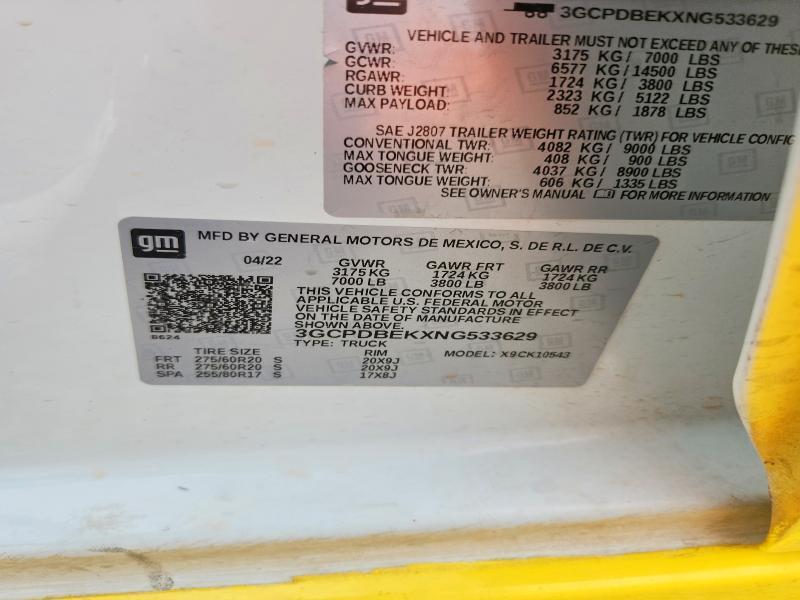 gm
3GCPDBEKXNG533629
VEHICLE AND TRAILER MUST NOT EXCEED ANY OF THESE
GVWR: 3175 KG/ 7000 LBS
GCWR: 6577 KG/14500 LBS
RGAWR: 1724 KG/ 3800 LBS
CURB WEIGHT: 2323 KG/ 5122 LBS
MAX PAYLOAD: 852 KG/ 1878 LBS
SAE J2807 TRAILER WEIGHT RATING (TWR) FOR VEHICLE CONFIG
CONVENTIONAL TWR: 4082 KG/ 9000 LBS
MAX TONGUE WEIGHT: 408 KG/ 900 LBS
GOOSENECK TWR: 4037 KG/ 8900 LBS
MAX TONGUE WEIGHT: 606 KG/ 1335 LBS
SEE OWNER'S MANUAL FOR MORE INFORMATION
gm MFD BY GENERAL MOTORS DE MEXICO, S. DE R.L. DE C.V.
04/22 GVWR GAWR FRT GAWR RR
3175 KG 1724 KG 1724 KG
7000 LB 3800 LB 3800 LB
THIS VEHICLE CONFORMS TO ALL
APPLICABLE U.S. FEDERAL MOTOR
VEHICLE SAFETY STANDARDS IN EFFECT
ON THE DATE OF MANUFACTURE
SHOWN ABOVE.
8624
3GCPDBEKXNG533629
TYPE: TRUCK MODEL: X9CK10543
TIRE SIZE RIM
FRT 275/60R20 S 20X9J
RR 275/60R20 S 20X9J
SPA 255/80R17 S 17X8J